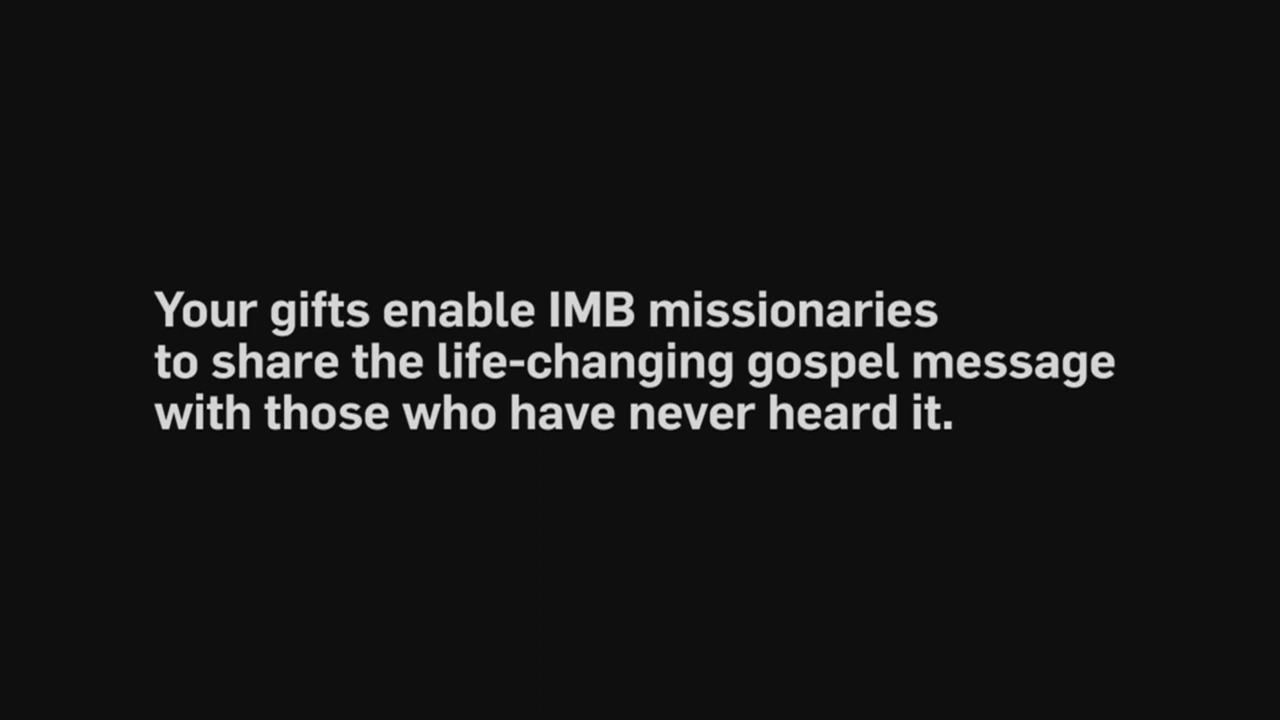 Your gifts enable IMB missionaries
to share the life-changing gospel message
with those who have never heard it.